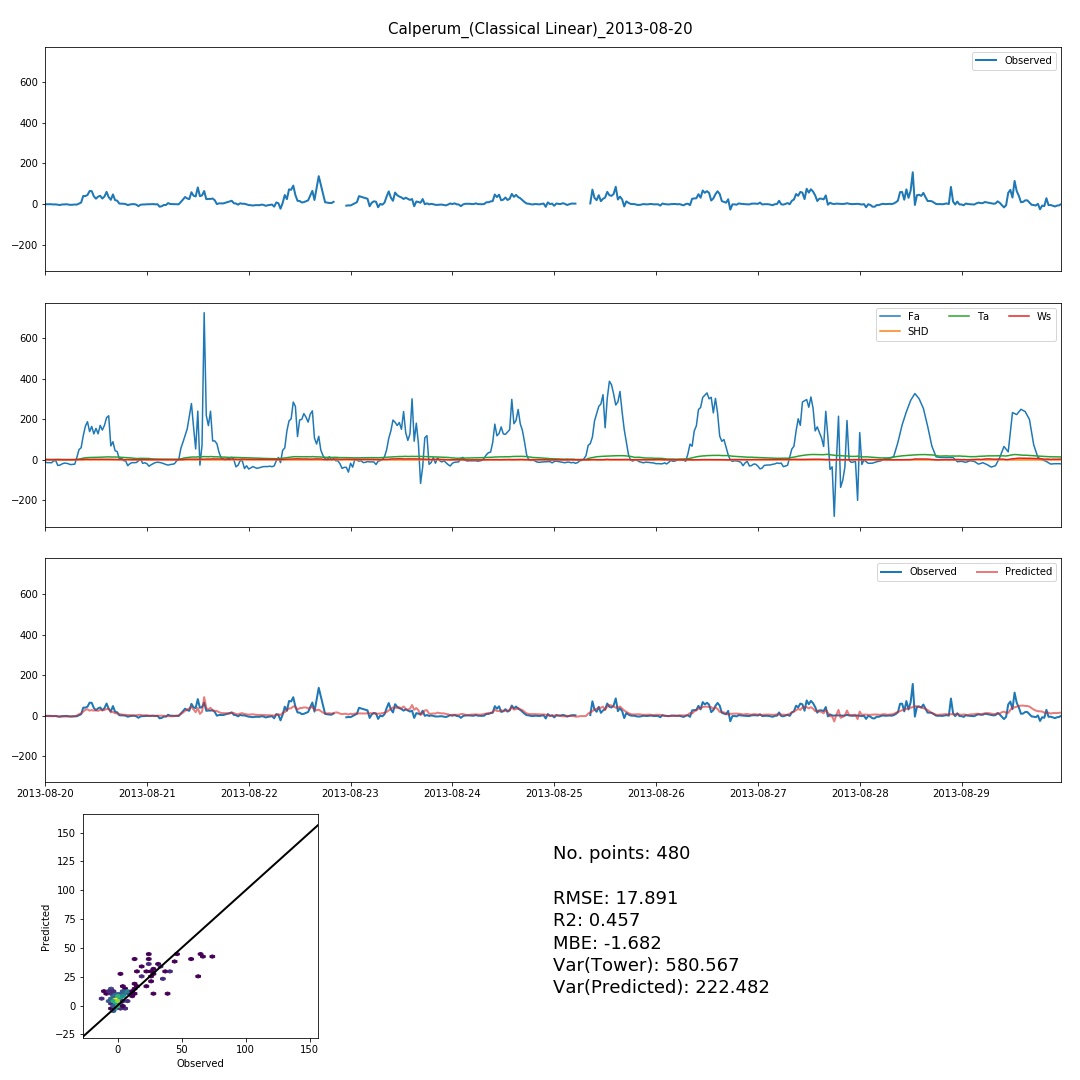 Calperum_(Classical Linear)_2013-08-20
Observed
600
400
200
0
−200
Fa Ta Ws
SHD
600
400
200
0
−200
Observed Predicted
600
400
200
0
−200
2013-08-20 2013-08-21 2013-08-22 2013-08-23 2013-08-24 2013-08-25 2013-08-26 2013-08-27 2013-08-28 2013-08-29
150
125
100
75
50
25
0
−25
Predicted
0 50 100 150
Observed
No. points: 480
RMSE: 17.891
R2: 0.457
MBE: -1.682
Var(Tower): 580.567
Var(Predicted): 222.482